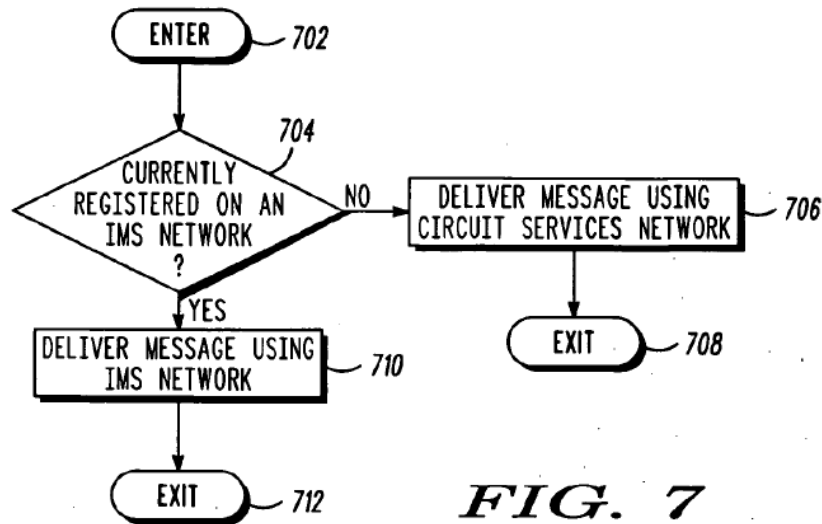 ENTER
702
704
CURRENTLY
REGISTERED ON AN
IMS NETWORK
?
NO
DELIVER MESSAGE USING
CIRCUIT SERVICES NETWORK
706
YES
DELIVER MESSAGE USING
IMS NETWORK
710
EXIT
708
EXIT
712
FIG. 7